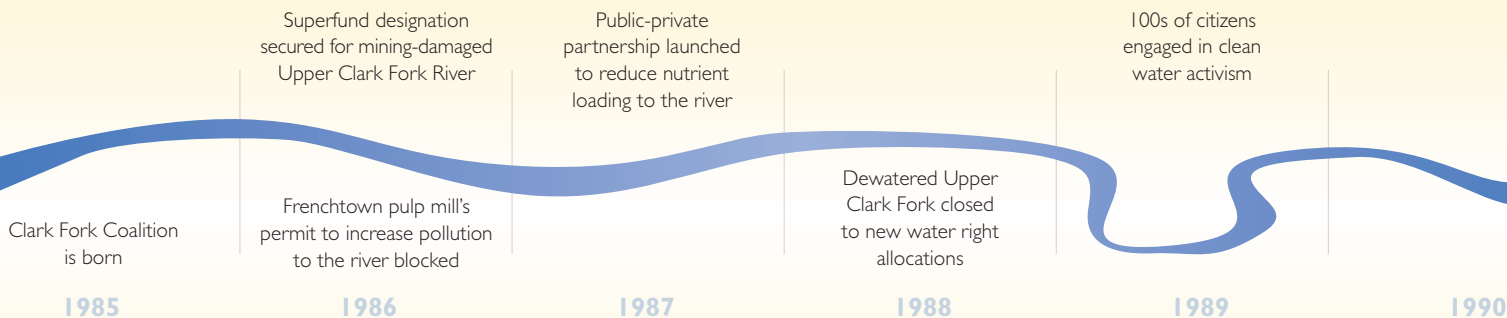 Clark Fork Coalition
is born
1985
Superfund designation
secured for mining-damaged
Upper Clark Fork River
Frenchtown pulp mill's
permit to increase pollution
to the river blocked
1986
Public-private
partnership launched
to reduce nutrient
loading to the river
1987
Dewatered Upper
Clark Fork closed
to new water right
allocations
1988
100s of citizens
engaged in clean
water activism
1989
1990